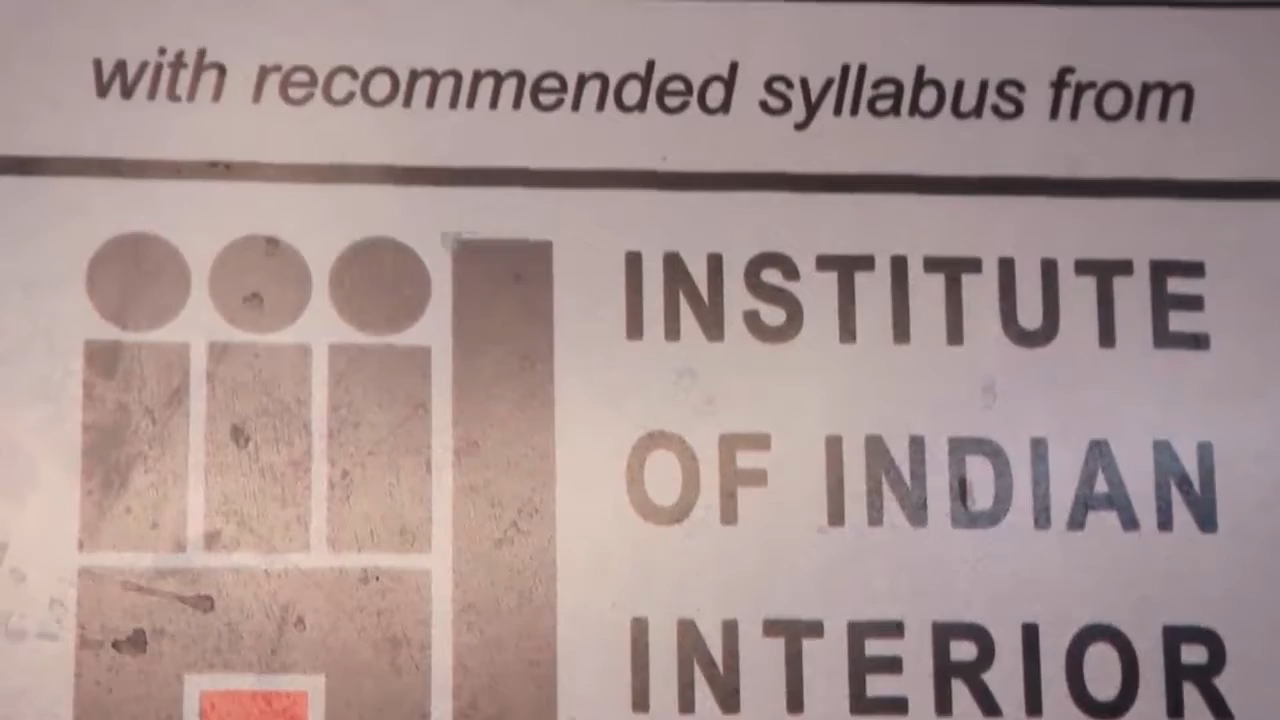 with recommended syllabus from
INSTITUTE
OF INDIAN
INTERIOR